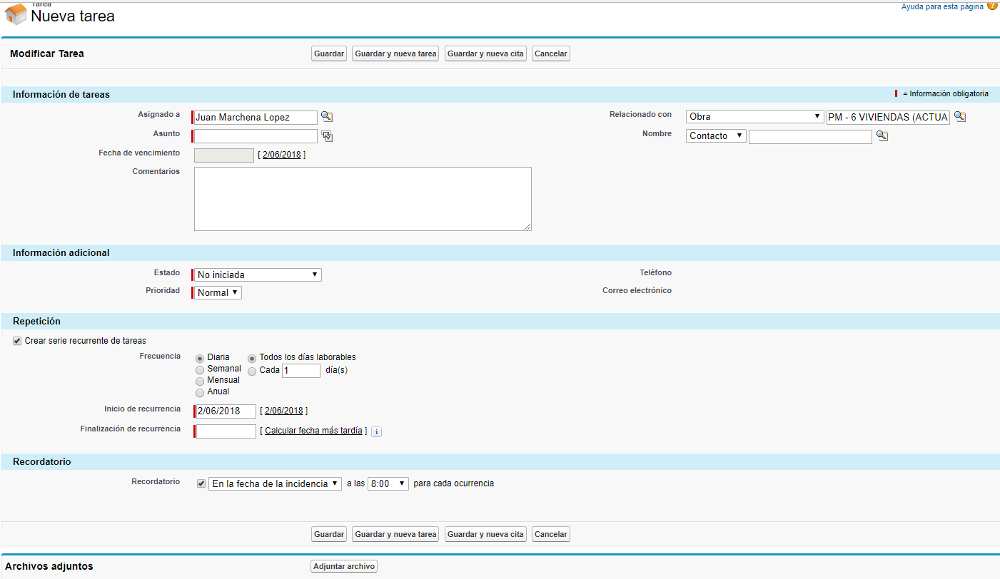 Tarea
Nueva tarea
Ayuda para esta página ?
Modificar Tarea
Guardar Guardar y nueva tarea Guardar y nueva cita Cancelar
Información de tareas
= Información obligatoria
Asignado a Juan Marchena Lopez
Relacionado con Obra PM - 6 VIVIENDAS (ACTUA
Asunto
Nombre Contacto
Fecha de vencimiento [ 2/06/2018 ]
Comentarios
Información adicional
Estado No iniciada
Teléfono
Prioridad Normal
Correo electrónico
Repetición
Crear serie recurrente de tareas
Frecuencia
Diaria Todos los días laborables
Semanal Cada 1 día(s)
Mensual
Anual
Inicio de recurrencia 2/06/2018 [ 2/06/2018 ]
Finalización de recurrencia [ Calcular fecha más tardía ] i
Recordatorio
Recordatorio En la fecha de la incidencia a las 8:00 para cada ocurrencia
Guardar Guardar y nueva tarea Guardar y nueva cita Cancelar
Archivos adjuntos Adjuntar archivo